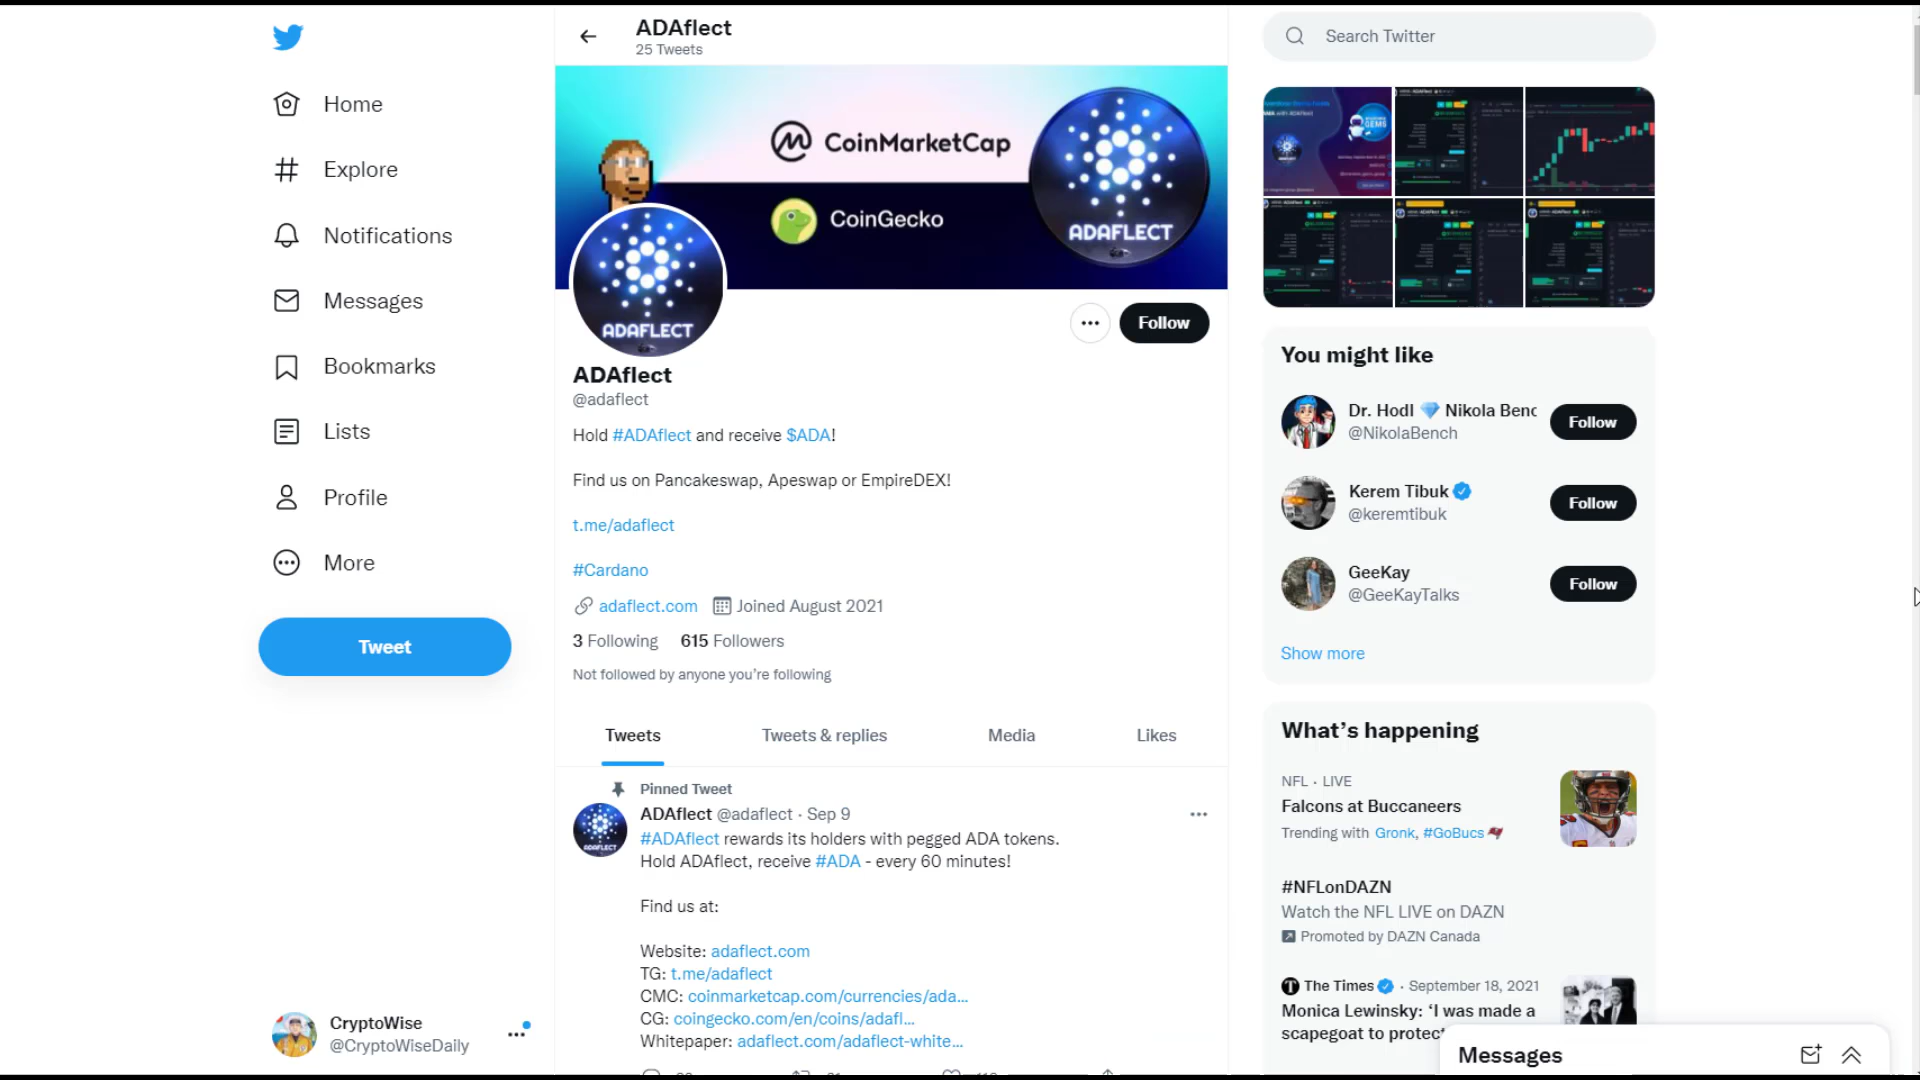 ADAflect
25 Tweets
Search Twitter
Home
Explore
Notifications
Messages
Bookmarks
Lists
Profile
More
Tweet
CryptoWise
@CryptoWiseDaily
CoinMarketCap
CoinGecko
ADAFLECT
ADAFLECT
Follow
ADAflect
@adaflect
Hold #ADAflect and receive $ADA!
Find us on Pancakeswap, Apeswap or EmpireDEX!
t.me/adaflect
#Cardano
adaflect.com Joined August 2021
3 Following 615 Followers
Not followed by anyone you’re following
Tweets Tweets & replies Media Likes
Pinned Tweet
ADAflect @adaflect · Sep 9
#ADAflect rewards its holders with pegged ADA tokens.
Hold ADAflect, receive #ADA - every 60 minutes!
Find us at:
Website: adaflect.com
TG: t.me/adaflect
CMC: coinmarketcap.com/currencies/ada...
CG: coingecko.com/en/coins/adafl...
Whitepaper: adaflect.com/adaflect-white...
ADAFLECT
You might like
Dr. Hodl 💎 Nikola Benc
@NikolaBench
Follow
Kerem Tibuk
@keremtibuk
Follow
GeeKay
@GeeKayTalks
Follow
Show more
What’s happening
NFL · LIVE
Falcons at Buccaneers
Trending with Gronk, #GoBucs
#NFLonDAZN
Watch the NFL LIVE on DAZN
Promoted by DAZN Canada
The Times · September 18, 2021
Monica Lewinsky: ‘I was made a
scapegoat to protect
Messages